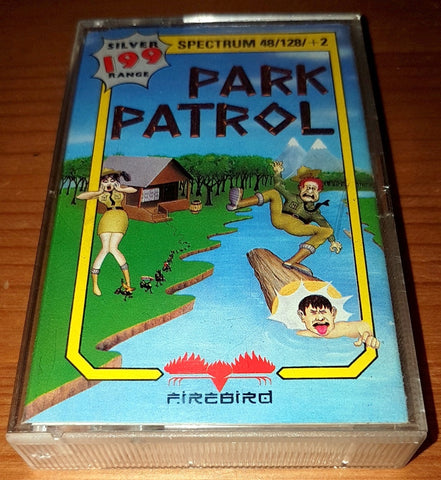 SILVER
199
RANGE
SPECTRUM 48/128/+2
PARK
PATROL
FIREBIRD